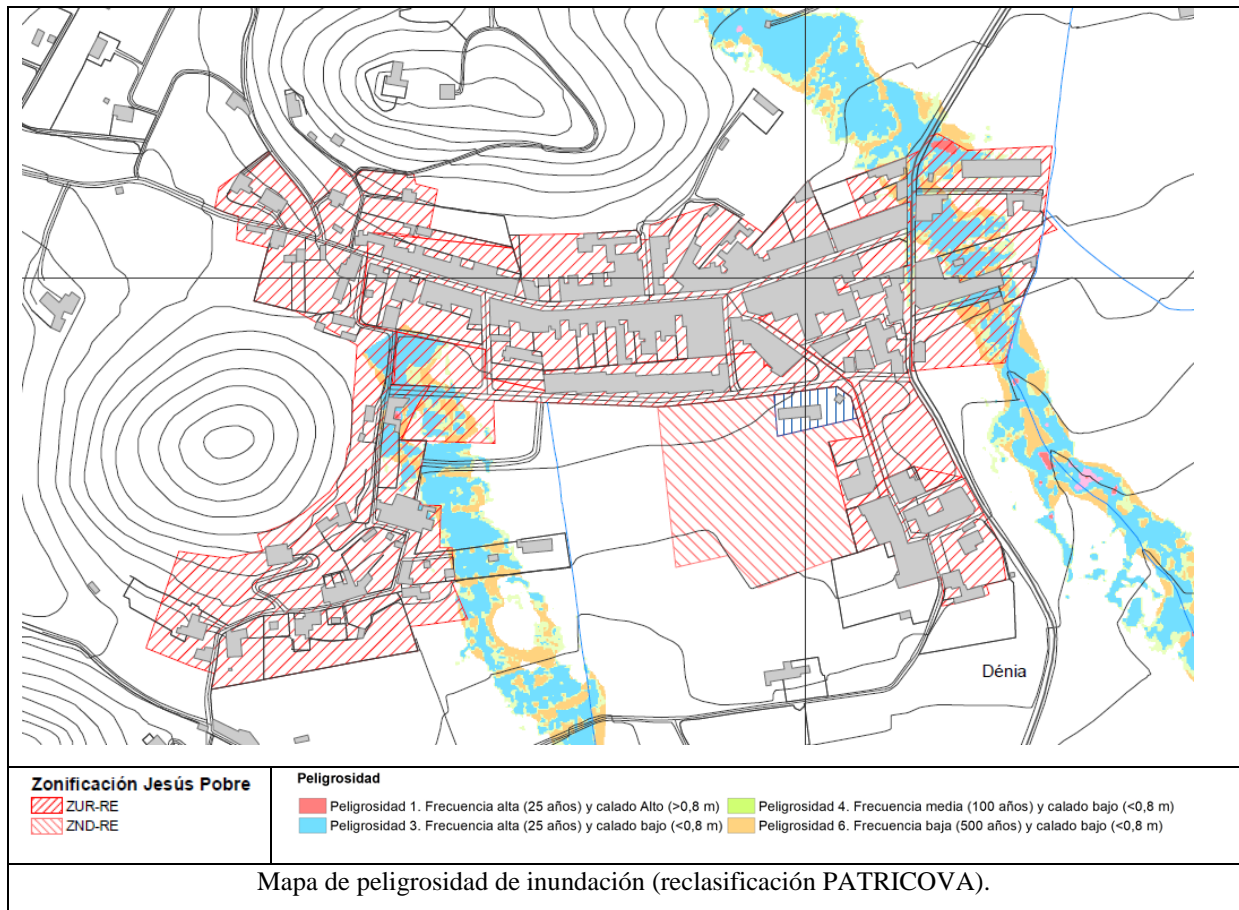 Dénia
Zonificación Jesús Pobre
ZUR-RE
ZND-RE
Peligrosidad
Peligrosidad 1. Frecuencia alta (25 años) y calado Alto (>0,8 m)
Peligrosidad 4. Frecuencia media (100 años) y calado bajo (<0,8 m)
Peligrosidad 3. Frecuencia alta (25 años) y calado bajo (<0,8 m)
Peligrosidad 6. Frecuencia baja (500 años) y calado bajo (<0,8 m)
Mapa de peligrosidad de inundación (reclasificación PATRICOVA).